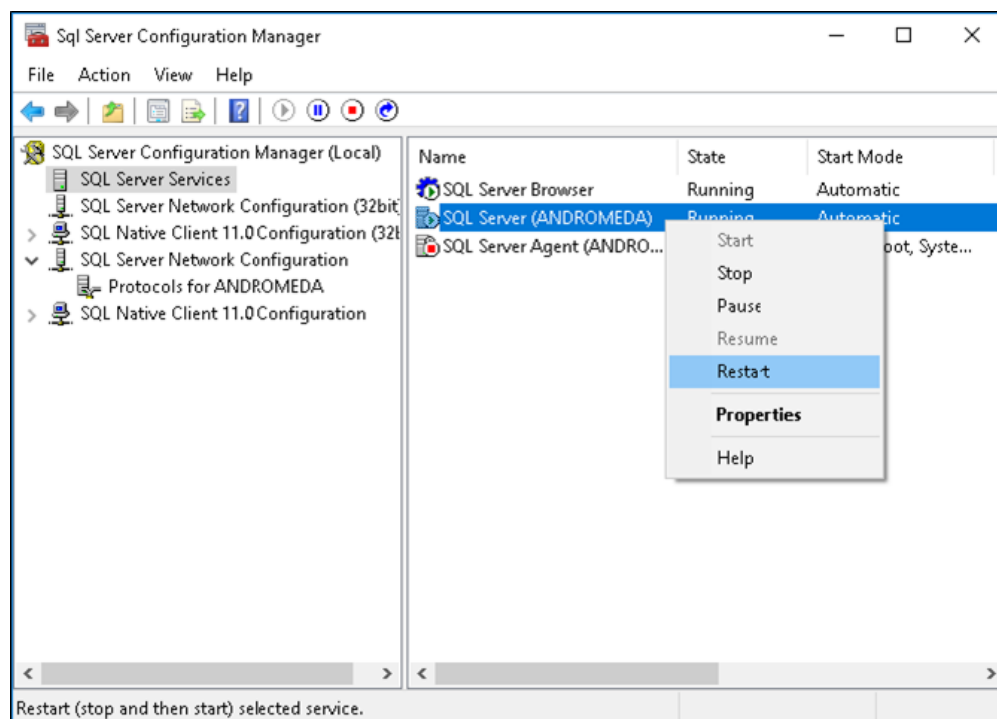 Sql Server Configuration Manager
File Action View Help
SQL Server Configuration Manager (Local)
SQL Server Services
SQL Server Network Configuration (32bit
SQL Native Client 11.0 Configuration (32b
SQL Server Network Configuration
Protocols for ANDROMEDA
SQL Native Client 11.0 Configuration
Name State Start Mode
SQL Server Browser Running Automatic
SQL Server (ANDROMEDA) Running Automatic
SQL Server Agent (ANDRO... oot, Syste...
Start
Stop
Pause
Resume
Restart
Properties
Help
Restart (stop and then start) selected service.